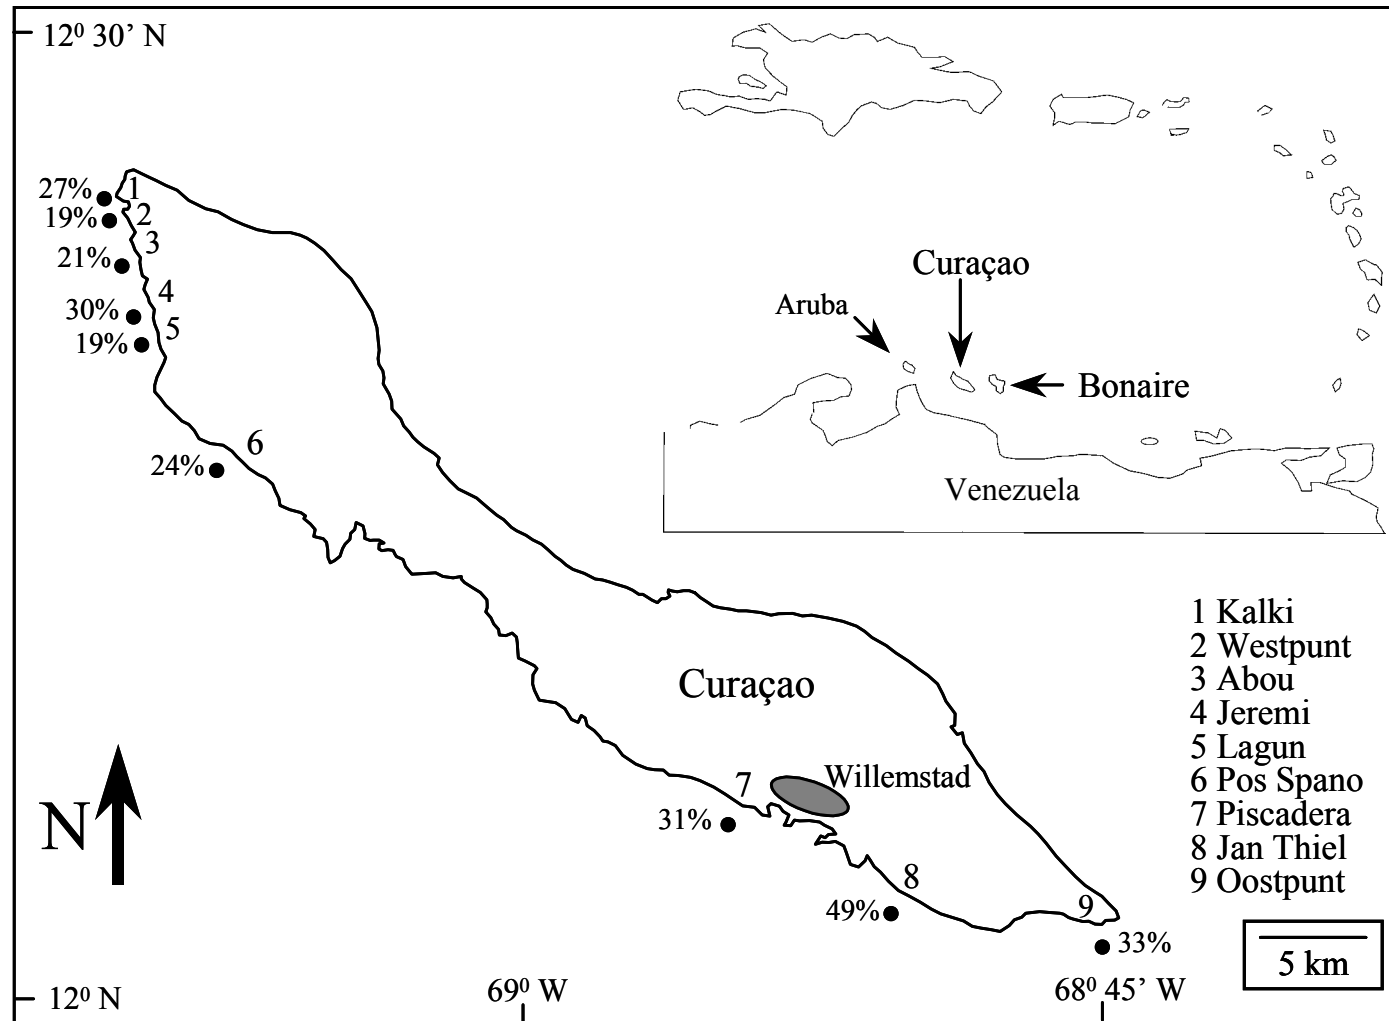 12⁰ 30’ N
27%
1
19%
2
21%
3
30%
4
19%
5
24%
6
Curaçao
Aruba
Bonaire
Venezuela
Curaçao
Willemstad
7
31%
8
49%
9
33%
1 Kalki
2 Westpunt
3 Abou
4 Jeremi
5 Lagun
6 Pos Spano
7 Piscadera
8 Jan Thiel
9 Oostpunt
N
5 km
12⁰ N
69⁰ W
68⁰ 45’ W